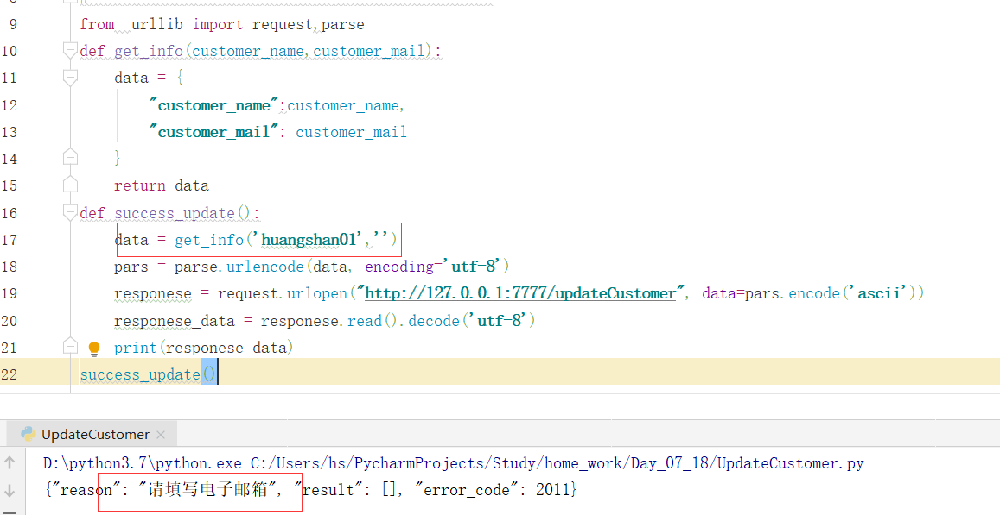 9 from  urllib import request,parse
10 def get_info(customer_name,customer_mail):
11 data = {
12 "customer_name":customer_name,
13 "customer_mail": customer_mail
14 }
15 return data
16 def success_update():
17 data = get_info('huangshan01','')
18 pars = parse.urlencode(data, encoding='utf-8')
19 responese = request.urlopen("http://127.0.0.1:7777/updateCustomer", data=pars.encode('ascii'))
20 responese_data = responese.read().decode('utf-8')
21 print(responese_data)
22 success_update()
UpdateCustomer ×
D:\python3.7\python.exe C:/Users/hs/PycharmProjects/Study/home_work/Day_07_18/UpdateCustomer.py
{"reason": "请填写电子邮箱", "result": [], "error_code": 2011}